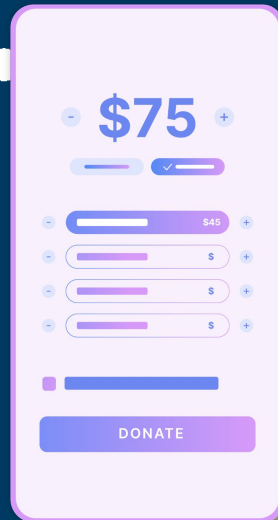 - $75 +
- $45 +
- $ +
- $ +
- $ +
DONATE